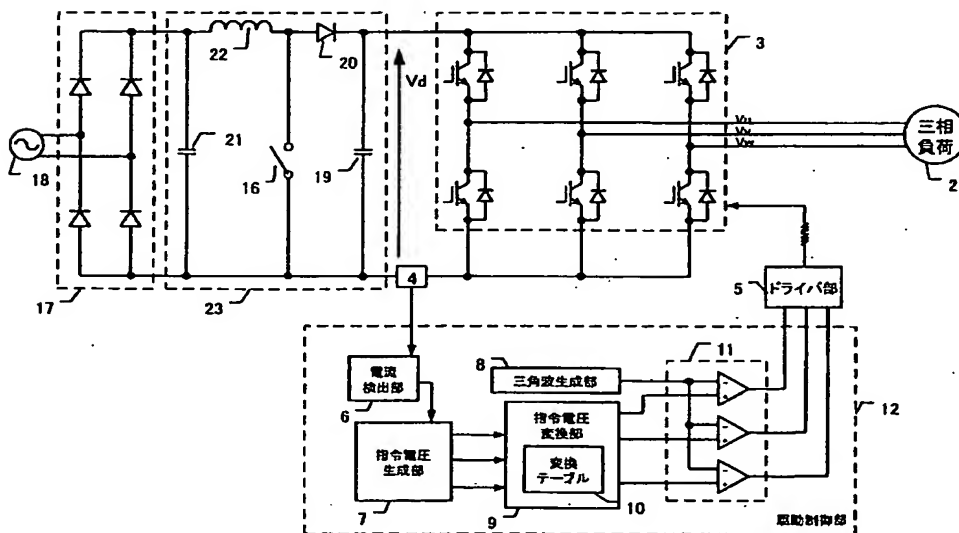 22
20
3
Vd
三相
負荷
18
21
16
19
2
Vu
Vv
Vw
17
23
4
5
ドライバ部
11
8
三角波生成部
電流
検出部
6
12
指令電圧
変換部
指令電圧
生成部
変換
テーブル
7
9
10
駆動制御部